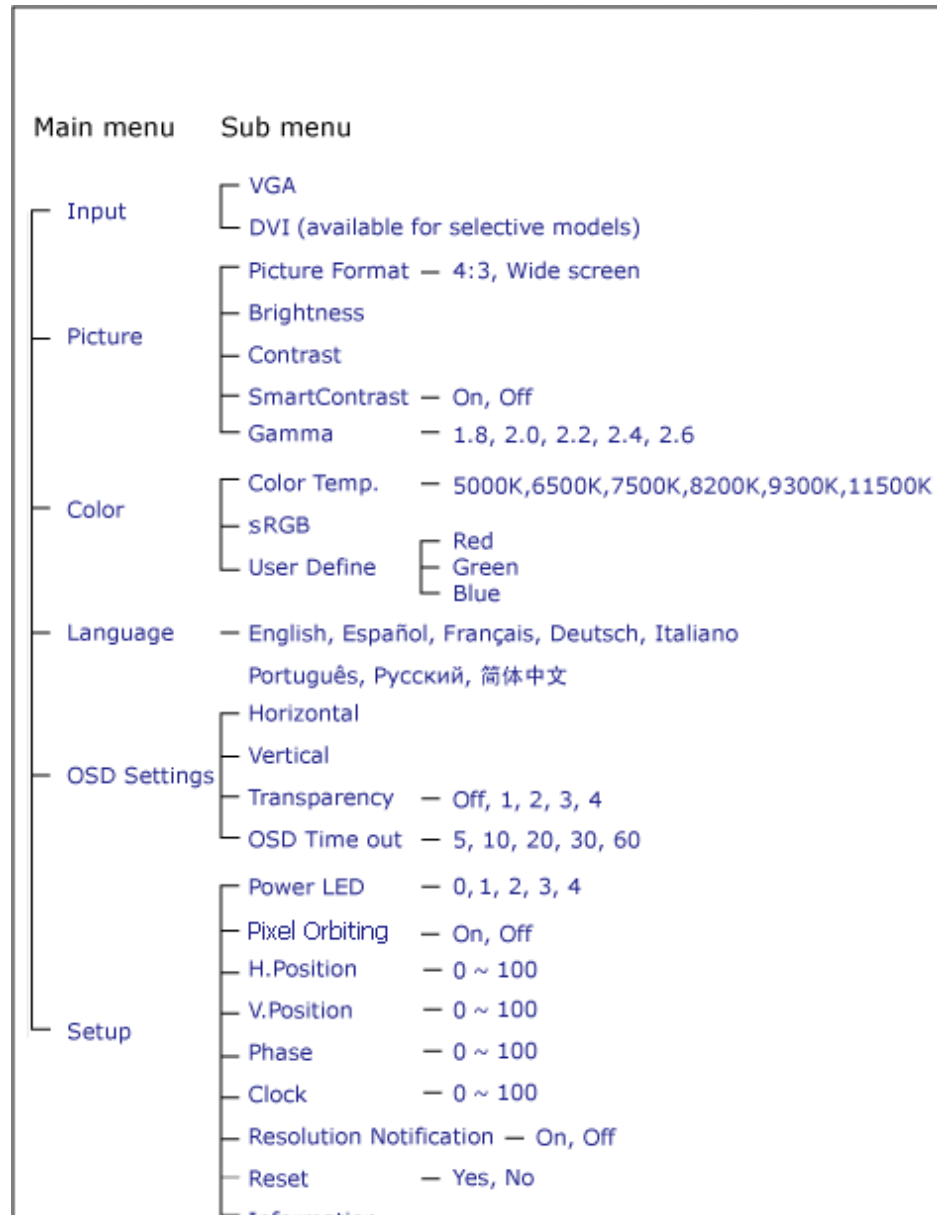 Main menu Sub menu
VGA
Input
DVI (available for selective models)
Picture Format — 4:3, Wide screen
Brightness
Picture
Contrast
SmartContrast — On, Off
Gamma — 1.8, 2.0, 2.2, 2.4, 2.6
Color Temp. — 5000K,6500K,7500K,8200K,9300K,11500K
Color
sRGB
Red
User Define Green
Blue
Language — English, Español, Français, Deutsch, Italiano
Português, Русский, 简体中文
Horizontal
Vertical
OSD Settings
Transparency — Off, 1, 2, 3, 4
OSD Time out — 5, 10, 20, 30, 60
Power LED — 0, 1, 2, 3, 4
Pixel Orbiting — On, Off
H.Position — 0 ~ 100
V.Position — 0 ~ 100
Setup
Phase — 0 ~ 100
Clock — 0 ~ 100
Resolution Notification — On, Off
Reset — Yes, No
Information